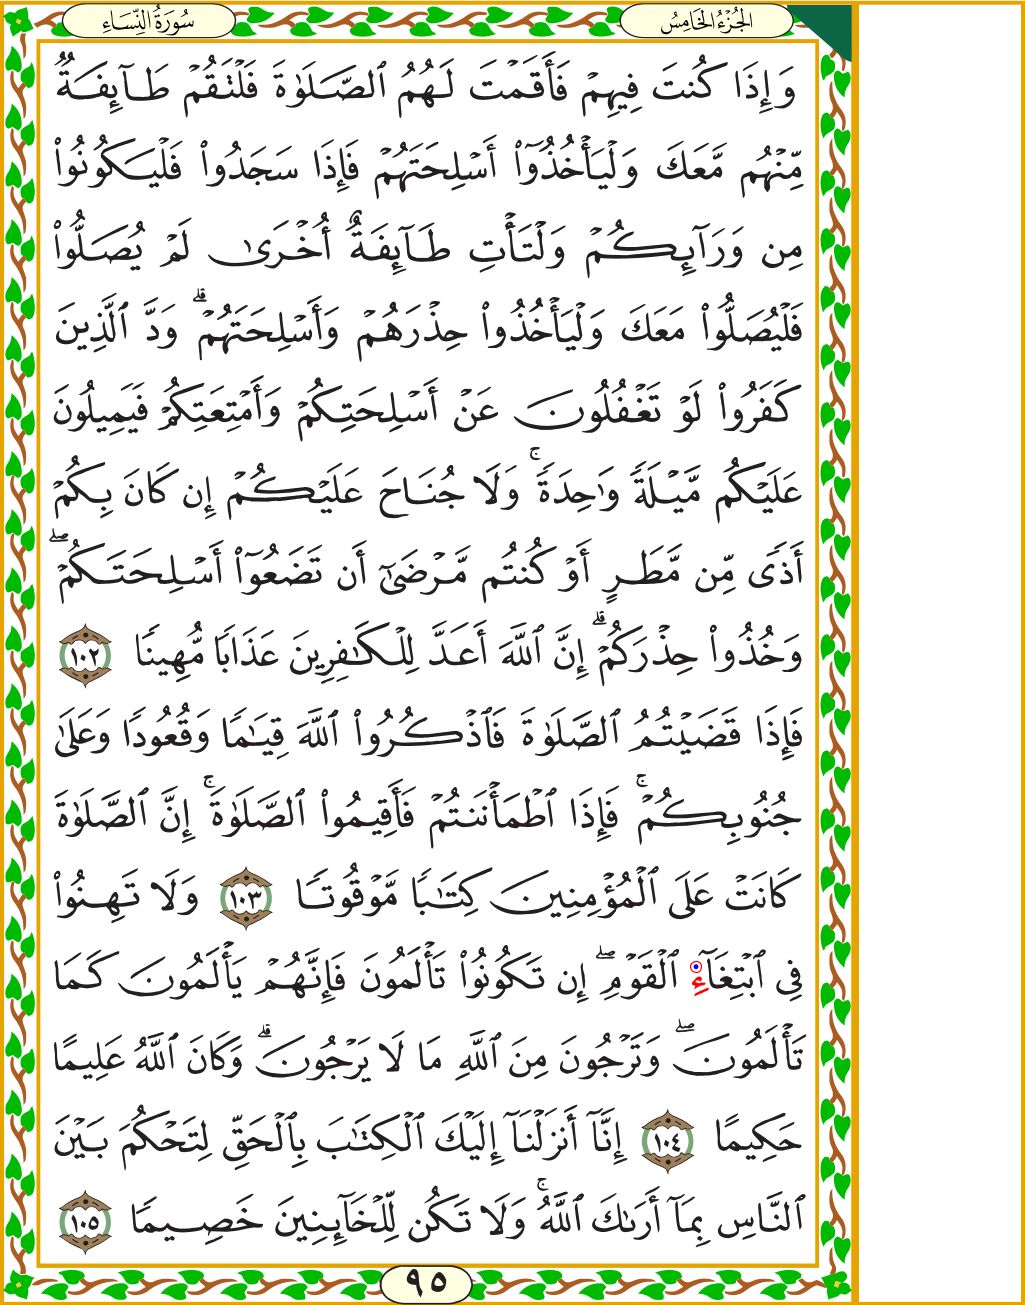 سُورَةُ النِّسَاءِ
الجُزْءُ الخَامِسُ
وَإِذَا كُنتَ فِيهِمۡ فَأَقَمۡتَ لَهُمُ ٱلصَّلَوٰةَ فَلۡتَقُمۡ طَآئِفَةٌ
مِّنۡهُم مَّعَكَ وَلۡيَأۡخُذُوٓاْ أَسۡلِحَتَهُمۡ فَإِذَا سَجَدُواْ فَلۡيَكُونُواْ
مِن وَرَآئِكُمۡ وَلۡتَأۡتِ طَآئِفَةٌ أُخۡرَىٰ لَمۡ يُصَلُّواْ
فَلۡيُصَلُّواْ مَعَكَ وَلۡيَأۡخُذُواْ حِذۡرَهُمۡ وَأَسۡلِحَتَهُمۡۗ وَدَّ ٱلَّذِينَ
كَفَرُواْ لَوۡ تَغۡفُلُونَ عَنۡ أَسۡلِحَتِكُمۡ وَأَمۡتِعَتِكُمۡ فَيَمِيلُونَ
عَلَيۡكُم مَّيۡلَةٗ وَٰحِدَةٗۚ وَلَا جُنَاحَ عَلَيۡكُمۡ إِن كَانَ بِكُمۡ
أَذٗى مِّن مَّطَرٍ أَوۡ كُنتُم مَّرۡضَىٰٓ أَن تَضَعُوٓاْ أَسۡلِحَتَكُمۡۖ
وَخُذُواْ حِذۡرَكُمۡۗ إِنَّ ٱللَّهَ أَعَدَّ لِلۡكَٰفِرِينَ عَذَابٗا مُّهِينٗا ١٠٢
فَإِذَا قَضَيۡتُمُ ٱلصَّلَوٰةَ فَٱذۡكُرُواْ ٱللَّهَ قِيَٰمٗا وَقُعُودٗا وَعَلَىٰ
جُنُوبِكُمۡۚ فَإِذَا ٱطۡمَأۡنَنتُمۡ فَأَقِيمُواْ ٱلصَّلَوٰةَۚ إِنَّ ٱلصَّلَوٰةَ
كَانَتۡ عَلَى ٱلۡمُؤۡمِنِينَ كِتَٰبٗا مَّوۡقُوتٗا ١٠٣ وَلَا تَهِنُواْ
فِي ٱبۡتِغَآءِ ٱلۡقَوۡمِۖ إِن تَكُونُواْ تَأۡلَمُونَ فَإِنَّهُمۡ يَأۡلَمُونَ كَمَا
تَأۡلَمُونَۖ وَتَرۡجُونَ مِنَ ٱللَّهِ مَا لَا يَرۡجُونَۗ وَكَانَ ٱللَّهُ عَلِيمًا
حَكِيمًا ١٠٤ إِنَّآ أَنزَلۡنَآ إِلَيۡكَ ٱلۡكِتَٰبَ بِٱلۡحَقِّ لِتَحۡكُمَ بَيۡنَ
ٱلنَّاسِ بِمَآ أَرَىٰكَ ٱللَّهُۚ وَلَا تَكُن لِّلۡخَآئِنِينَ خَصِيمٗا ١٠٥
٩٥